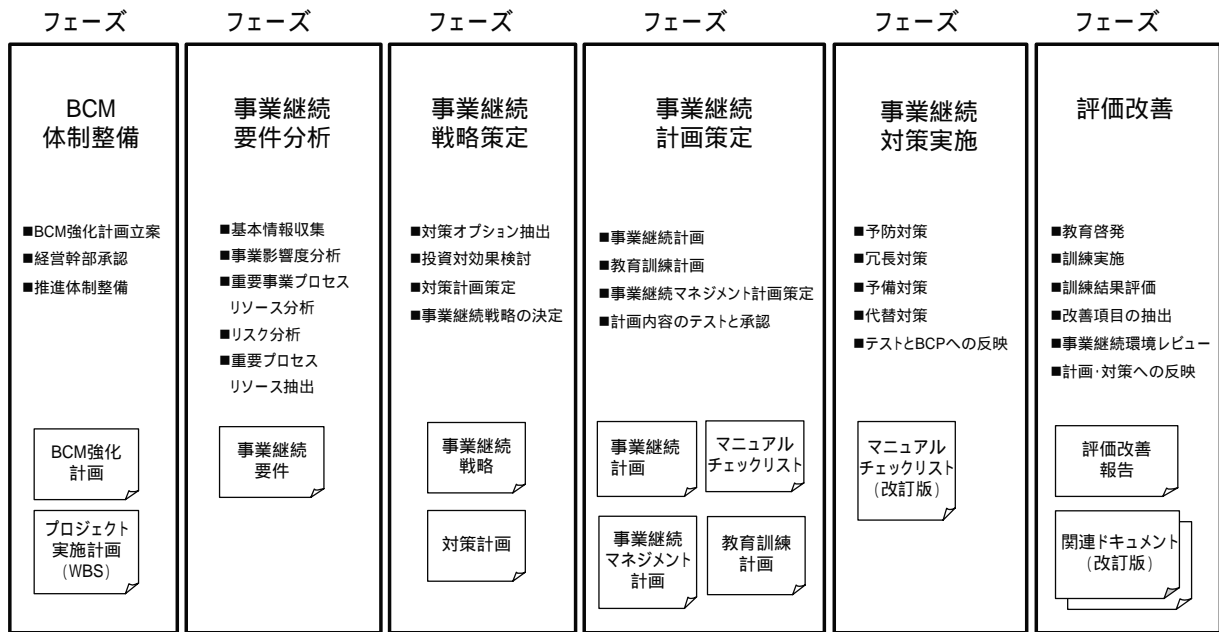 フェーズ
BCM
体制整備
■BCM強化計画立案
■経営幹部承認
■推進体制整備
BCM強化
計画
プロジェクト
実施計画
(WBS)
フェーズ
事業継続
要件分析
■基本情報収集
■事業影響度分析
■重要事業プロセス
リソース分析
■リスク分析
■重要プロセス
リソース抽出
事業継続
要件
フェーズ
事業継続
戦略策定
■対策オプション抽出
■投資対効果検討
■対策計画策定
■事業継続戦略の決定
事業継続
戦略
対策計画
フェーズ
事業継続
計画策定
■事業継続計画
■教育訓練計画
■事業継続マネジメント計画策定
■計画内容のテストと承認
事業継続
計画
マニュアル
チェックリスト
事業継続
マネジメント
計画
教育訓練
計画
フェーズ
事業継続
対策実施
■予防対策
■冗長対策
■予備対策
■代替対策
■テストとBCPへの反映
マニュアル
チェックリスト
(改訂版)
フェーズ
評価改善
■教育啓発
■訓練実施
■訓練結果評価
■改善項目の抽出
■事業継続環境レビュー
■計画・対策への反映
評価改善
報告
関連ドキュメント
(改訂版)